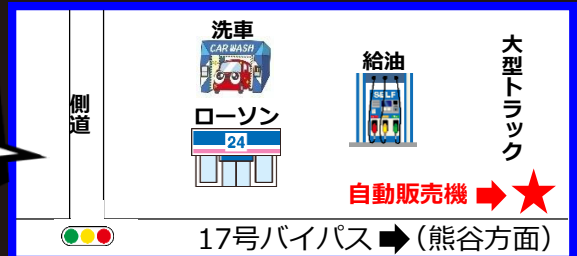 洗車
CAR WASH
給油
SELF
大型トラック
側道
ローソン
24
自動販売機➡★
17号バイパス➡(熊谷方面)